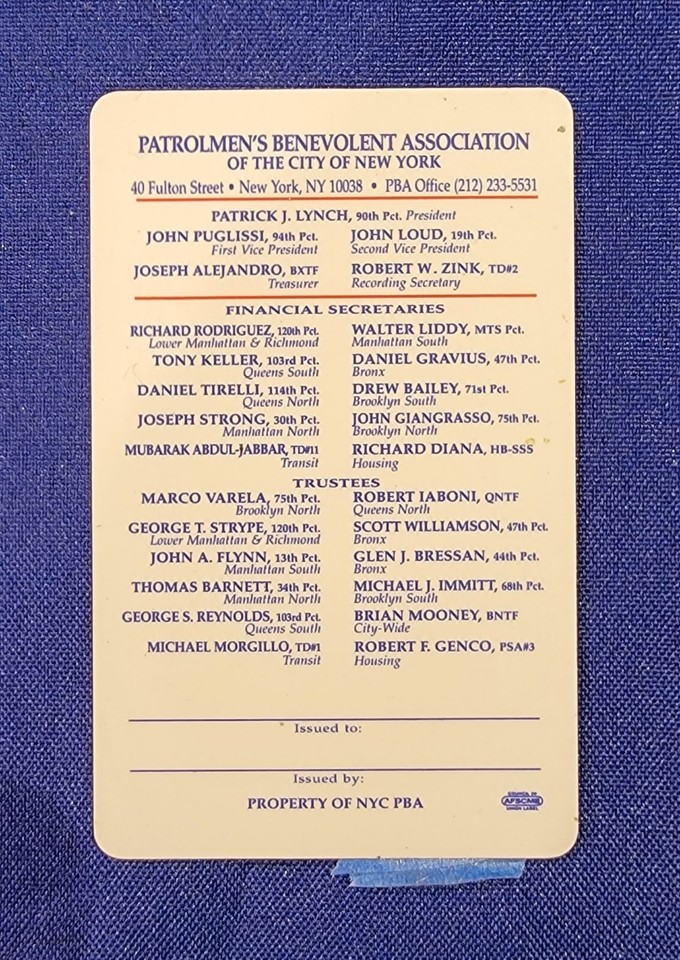 PATROLMEN'S BENEVOLENT ASSOCIATION
OF THE CITY OF NEW YORK
40 Fulton Street • New York, NY 10038 • PBA Office (212) 233-5531
PATRICK J. LYNCH, 90th Pct. President
JOHN PUGLISSI, 94th Pct. JOHN LOUD, 19th Pct.
First Vice President Second Vice President
JOSEPH ALEJANDRO, BXTF ROBERT W. ZINK, TD#2
Treasurer Recording Secretary
FINANCIAL SECRETARIES
RICHARD RODRIGUEZ, 120th Pct. WALTER LIDDY, MTS Pct.
Lower Manhattan & Richmond Manhattan South
TONY KELLER, 103rd Pct. DANIEL GRAVIUS, 47th Pct.
Queens South Bronx
DANIEL TIRELLI, 114th Pct. DREW BAILEY, 71st Pct.
Queens North Brooklyn South
JOSEPH STRONG, 30th Pct. JOHN GIANGRASSO, 75th Pct.
Manhattan North Brooklyn North
MUBARAK ABDUL-JABBAR, TD#11 RICHARD DIANA, HB-SSS
Transit Housing
TRUSTEES
MARCO VARELA, 75th Pct. ROBERT IABONI, QNTF
Brooklyn North Queens North
GEORGE T. STRYPE, 120th Pct. SCOTT WILLIAMSON, 47th Pct.
Lower Manhattan & Richmond Bronx
JOHN A. FLYNN, 13th Pct. GLEN J. BRESSAN, 44th Pct.
Manhattan South Bronx
THOMAS BARNETT, 34th Pct. MICHAEL J. IMMITT, 68th Pct.
Manhattan North Brooklyn South
GEORGE S. REYNOLDS, 103rd Pct. BRIAN MOONEY, BNTF
Queens South City-Wide
MICHAEL MORGILLO, TD#1 ROBERT F. GENCO, PSA#3
Transit Housing
Issued to:
Issued by:
PROPERTY OF NYC PBA
AFSCME
UNION LABEL